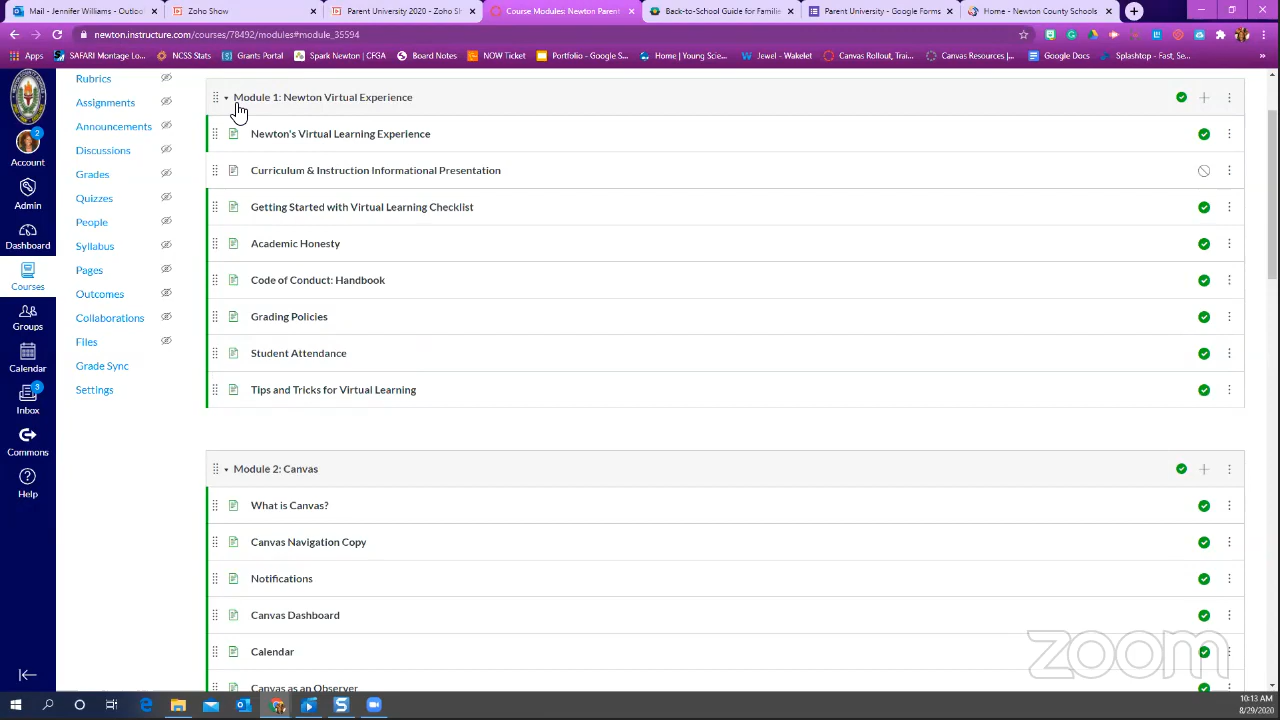 Mail - Jennifer Williams - Outlool
Zoho Show
Parent University 2020 - Zoho Sh
Course Modules: Newton Parent
Back-to-School Guide for Familie
Parent University - Google Forms
Home - Newton County Schools
newton.instructure.com/courses/78492/modules#module_35594
Apps
SAFARI Montage Lo...
NCSS Stats
Grants Portal
Spark Newton | CFGA
Board Notes
NOW Ticket
Portfolio - Google S...
Home | Young Scie...
Jewel - Wakelet
Canvas Rollout, Trai...
Canvas Resources |...
Google Docs
Splashtop - Fast, Se...
2
Account
Admin
Dashboard
Courses
Groups
Calendar
3
Inbox
Commons
Help
Rubrics
Assignments
Announcements
Discussions
Grades
Quizzes
People
Syllabus
Pages
Outcomes
Collaborations
Files
Grade Sync
Settings
Module 1: Newton Virtual Experience
Newton's Virtual Learning Experience
Curriculum & Instruction Informational Presentation
Getting Started with Virtual Learning Checklist
Academic Honesty
Code of Conduct: Handbook
Grading Policies
Student Attendance
Tips and Tricks for Virtual Learning
Module 2: Canvas
What is Canvas?
Canvas Navigation Copy
Notifications
Canvas Dashboard
Calendar
Canvas as an Observer
zoom
10:13 AM
8/29/2020